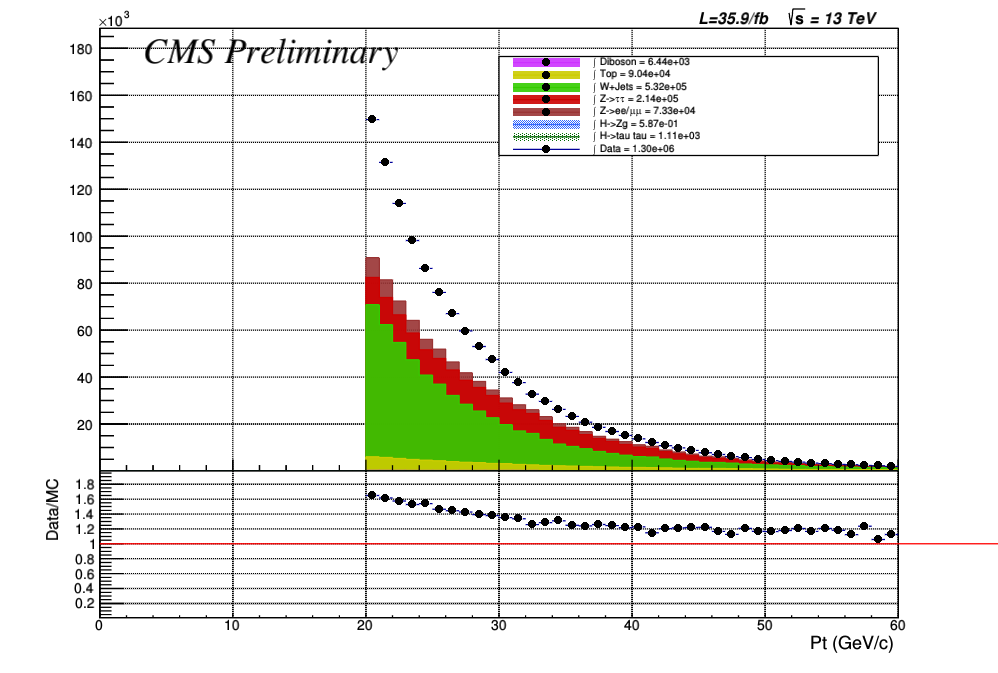 ×10³
L=35.9/fb √s = 13 TeV
CMS Preliminary
∫ Diboson = 6.44e+03
∫ Top = 9.04e+04
∫ W+Jets = 5.32e+05
∫ Z->ττ = 2.14e+05
∫ Z->ee/μμ = 7.33e+04
∫ H->Zg = 5.87e-01
∫ H->tau tau = 1.11e+03
∫ Data = 1.30e+06
180
160
140
120
100
80
60
40
20
Data/MC
1.8
1.6
1.4
1.2
1
0.8
0.6
0.4
0.2
0 10 20 30 40 50 60
Pt (GeV/c)